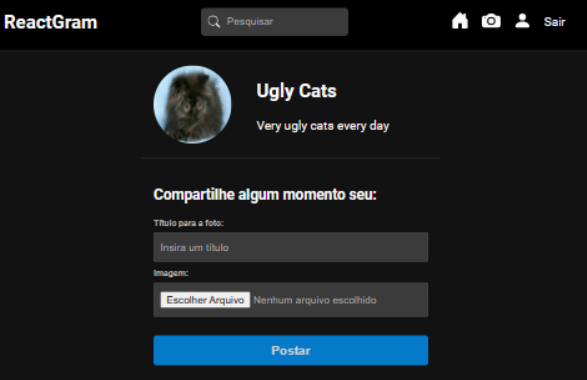 ReactGram
Pesquisar
Sair
Ugly Cats
Very ugly cats every day
Compartilhe algum momento seu:
Título para a foto:
Insira um título
Imagem:
Escolher Arquivo Nenhum arquivo escolhido
Postar